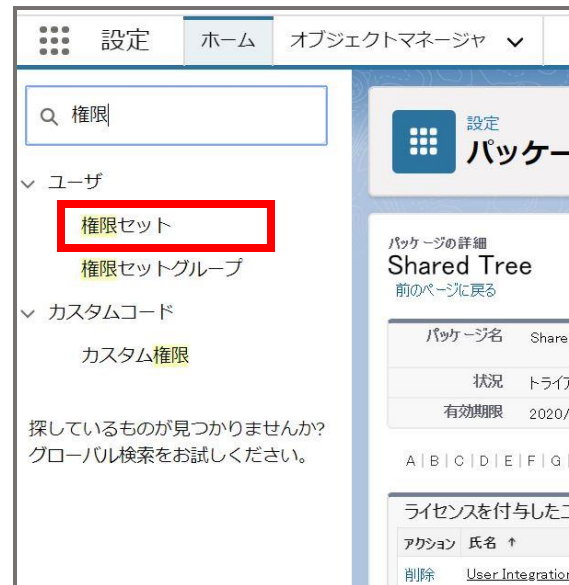 設定 ホーム オブジェクトマネージャ
権限
ユーザ
権限セット
権限セットグループ
カスタムコード
カスタム権限
探しているものが見つかりませんか?
グローバル検索をお試しください。
設定
パッケー
パッケージの詳細
Shared Tree
前のページに戻る
パッケージ名 Share
状況 トライア
有効期限 2020/
A | B | C | D | E | F | G |
ライセンスを付与したユ
アクション 氏名 ↑
削除 User Integration